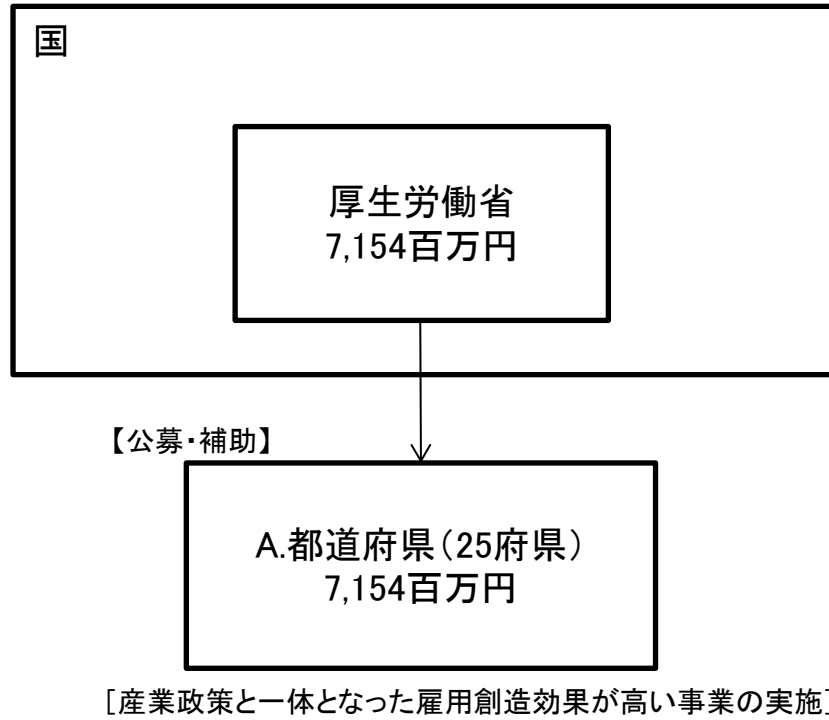 国
厚生労働省
7,154百万円
【公募・補助】
A.都道府県（25府県）
7,154百万円
［産業政策と一体となった雇用創造効果が高い事業の実施］